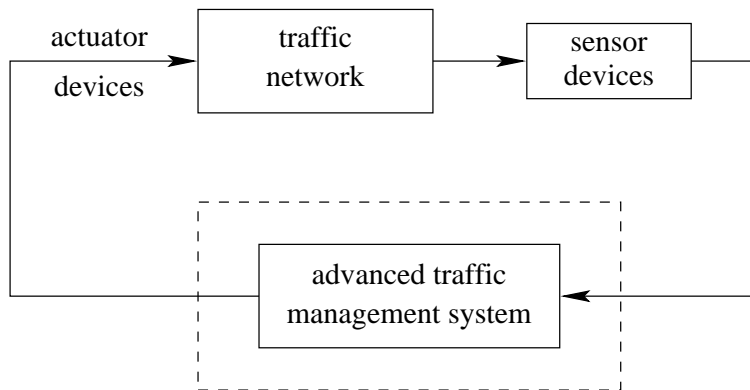 actuator
devices
traffic
network
sensor
devices
advanced traffic
management system